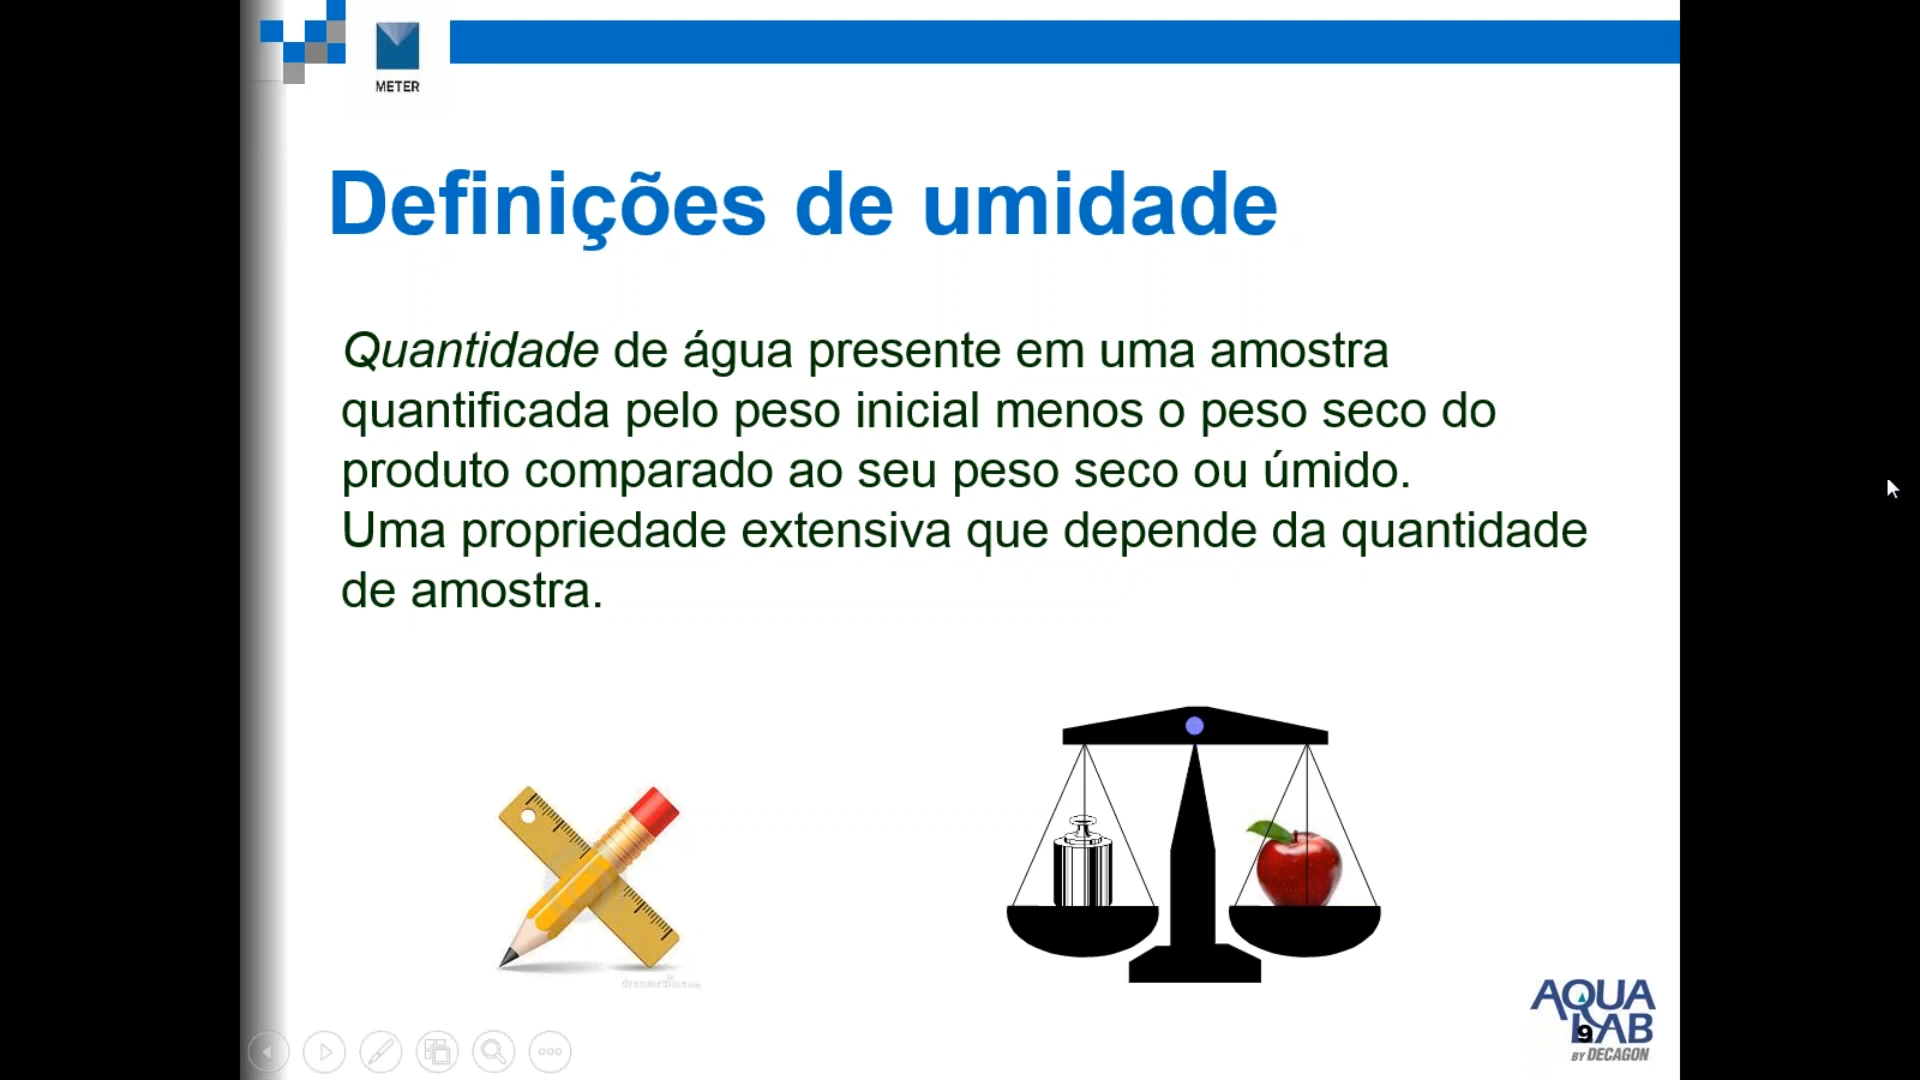 METER
Definições de umidade
Quantidade de água presente em uma amostra
quantificada pelo peso inicial menos o peso seco do
produto comparado ao seu peso seco ou úmido.
Uma propriedade extensiva que depende da quantidade
de amostra.
AQUA
LAB
9
BY DECAGON